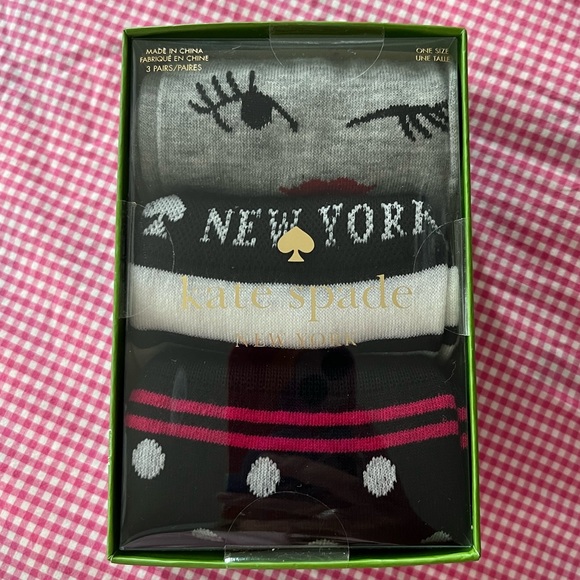 MADE IN CHINA
FABRIQUÉ EN CHINE
3 PAIRS/PAIRES
ONE SIZE
UNE TAILLE
NEW YORK
kate spade
NEW YORK